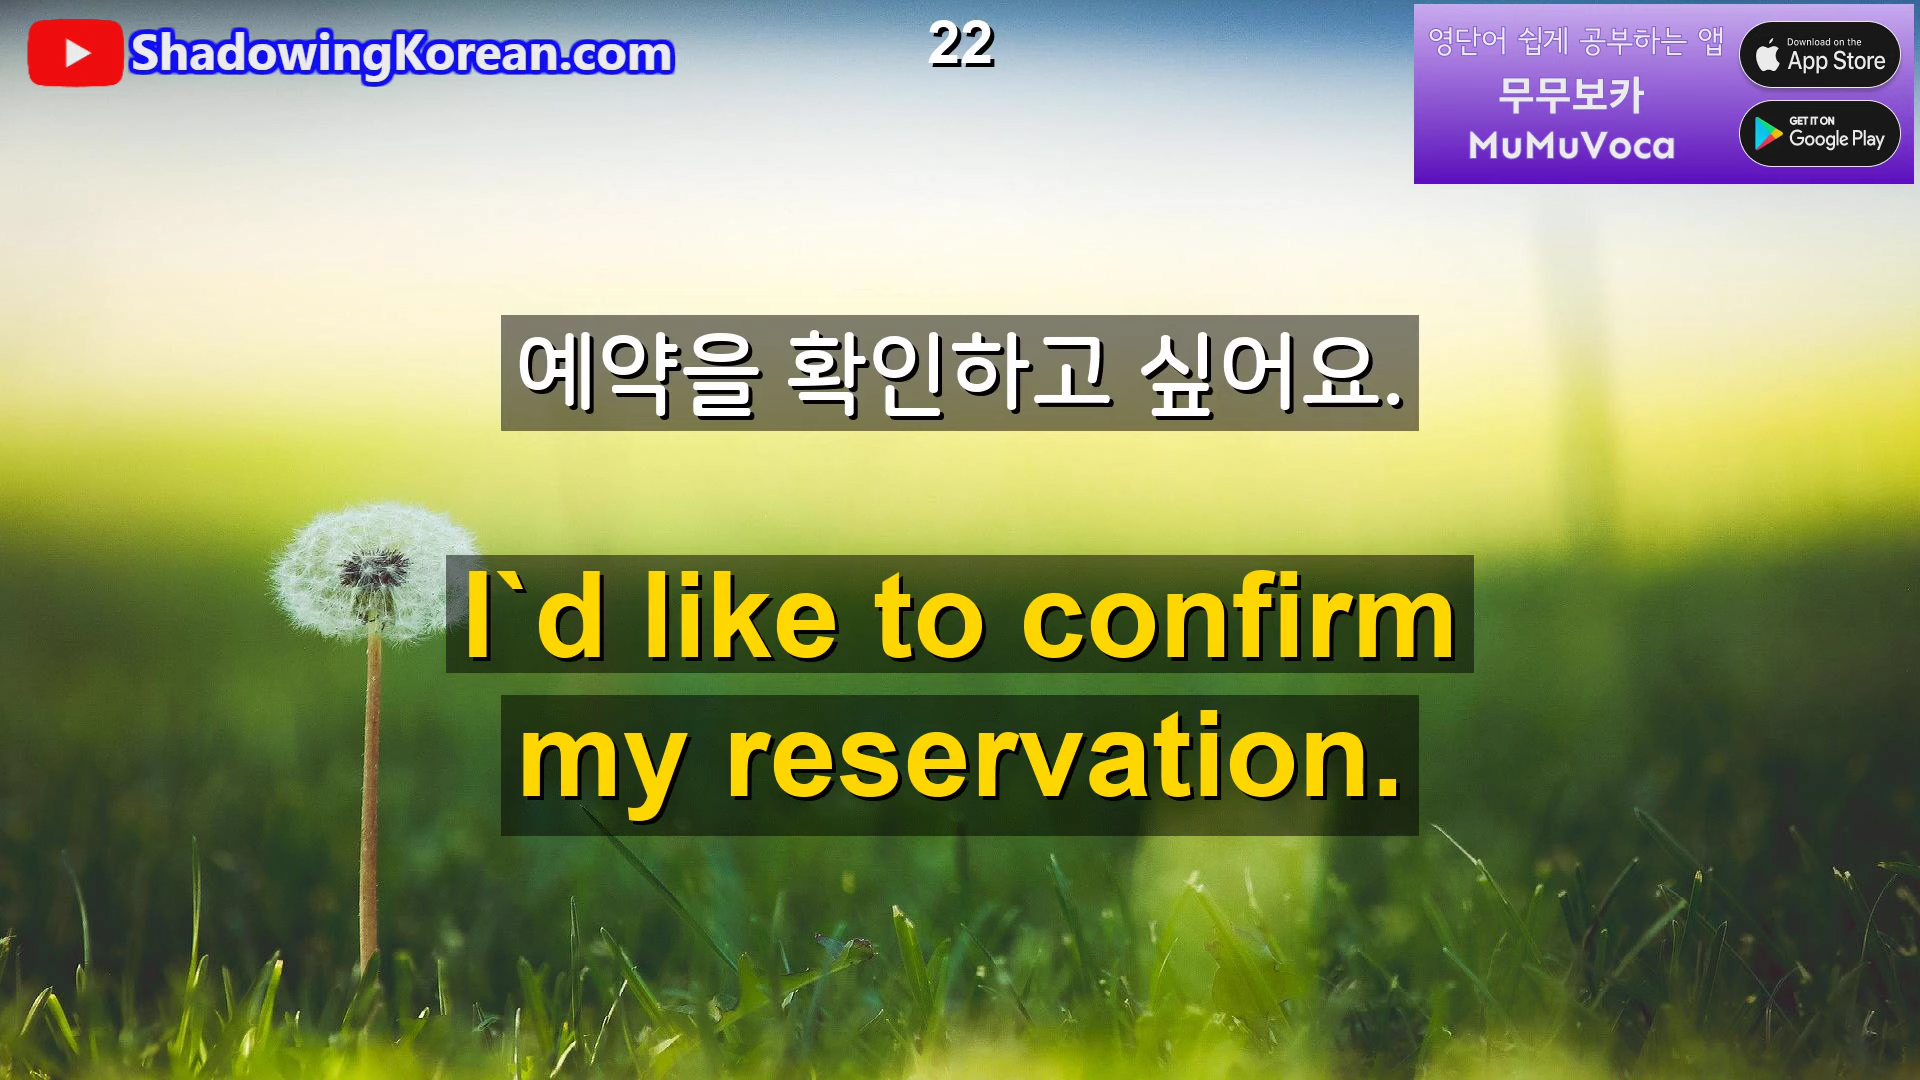 ShadowingKorean.com
22
영단어 쉽게 공부하는 앱
무무보카
MuMuVoca
Download on the
App Store
GET IT ON
Google Play
예약을 확인하고 싶어요.
I`d like to confirm
my reservation.